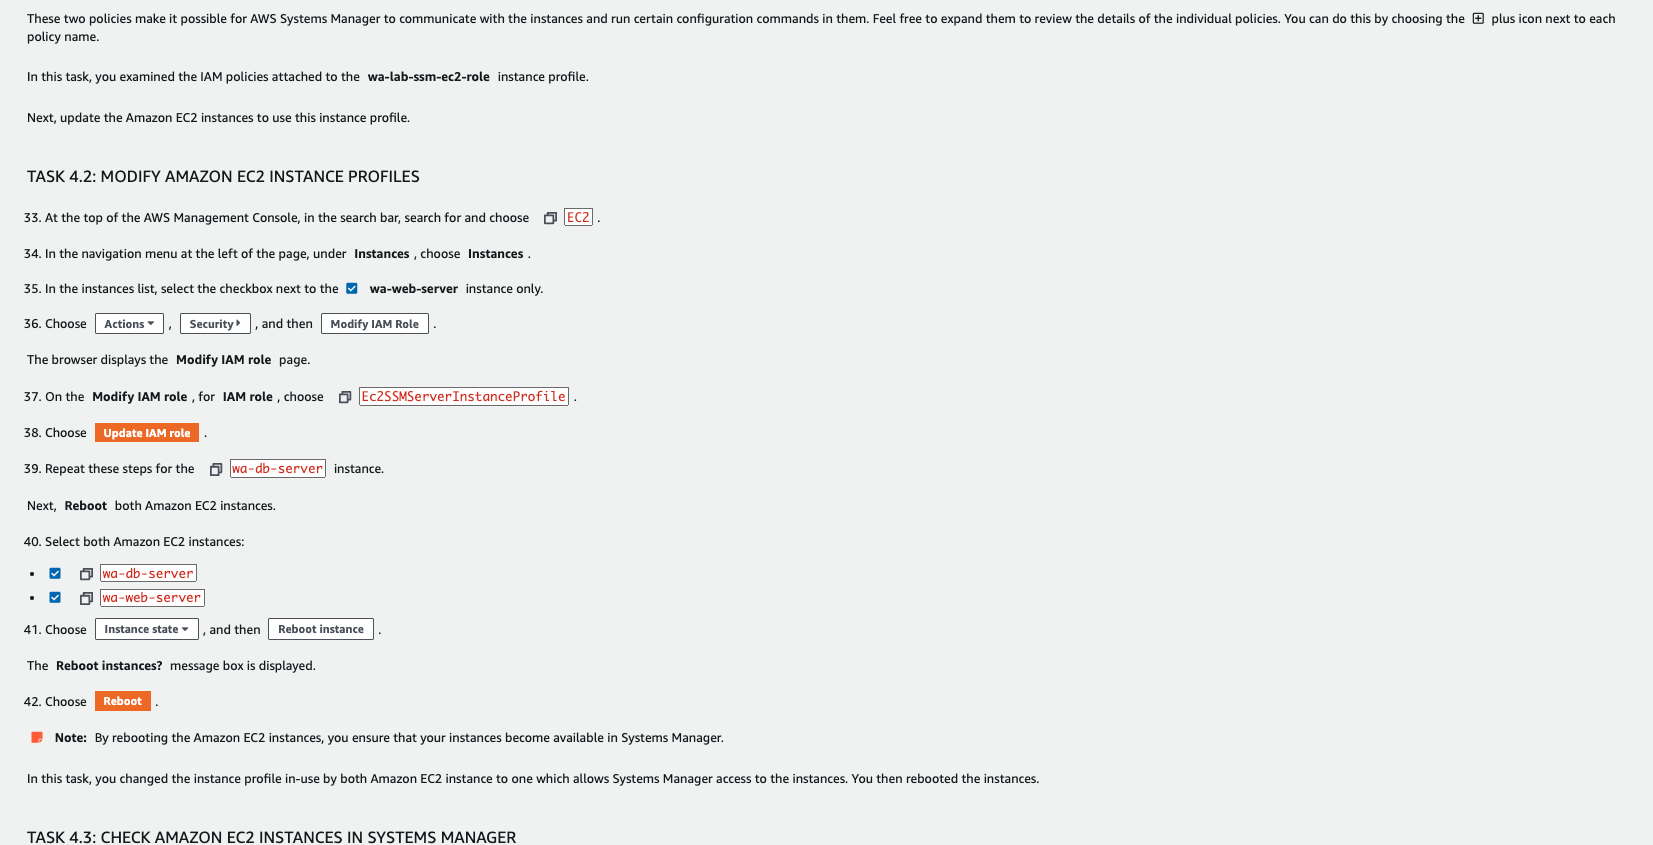 These two policies make it possible for AWS Systems Manager to communicate with the instances and run certain configuration commands in them. Feel free to expand them to review the details of the individual policies. You can do this by choosing the plus icon next to each
policy name.
In this task, you examined the IAM policies attached to the wa-lab-ssm-ec2-role instance profile.
Next, update the Amazon EC2 instances to use this instance profile.
TASK 4.2: MODIFY AMAZON EC2 INSTANCE PROFILES
33. At the top of the AWS Management Console, in the search bar, search for and choose EC2 .
34. In the navigation menu at the left of the page, under Instances , choose Instances .
35. In the instances list, select the checkbox next to the wa-web-server instance only.
36. Choose Actions , Security , and then Modify IAM Role .
The browser displays the Modify IAM role page.
37. On the Modify IAM role , for IAM role , choose Ec2SSMServerInstanceProfile .
38. Choose Update IAM role .
39. Repeat these steps for the wa-db-server instance.
Next, Reboot both Amazon EC2 instances.
40. Select both Amazon EC2 instances:
• wa-db-server
• wa-web-server
41. Choose Instance state , and then Reboot instance .
The Reboot instances? message box is displayed.
42. Choose Reboot .
Note: By rebooting the Amazon EC2 instances, you ensure that your instances become available in Systems Manager.
In this task, you changed the instance profile in-use by both Amazon EC2 instance to one which allows Systems Manager access to the instances. You then rebooted the instances.
TASK 4.3: CHECK AMAZON EC2 INSTANCES IN SYSTEMS MANAGER